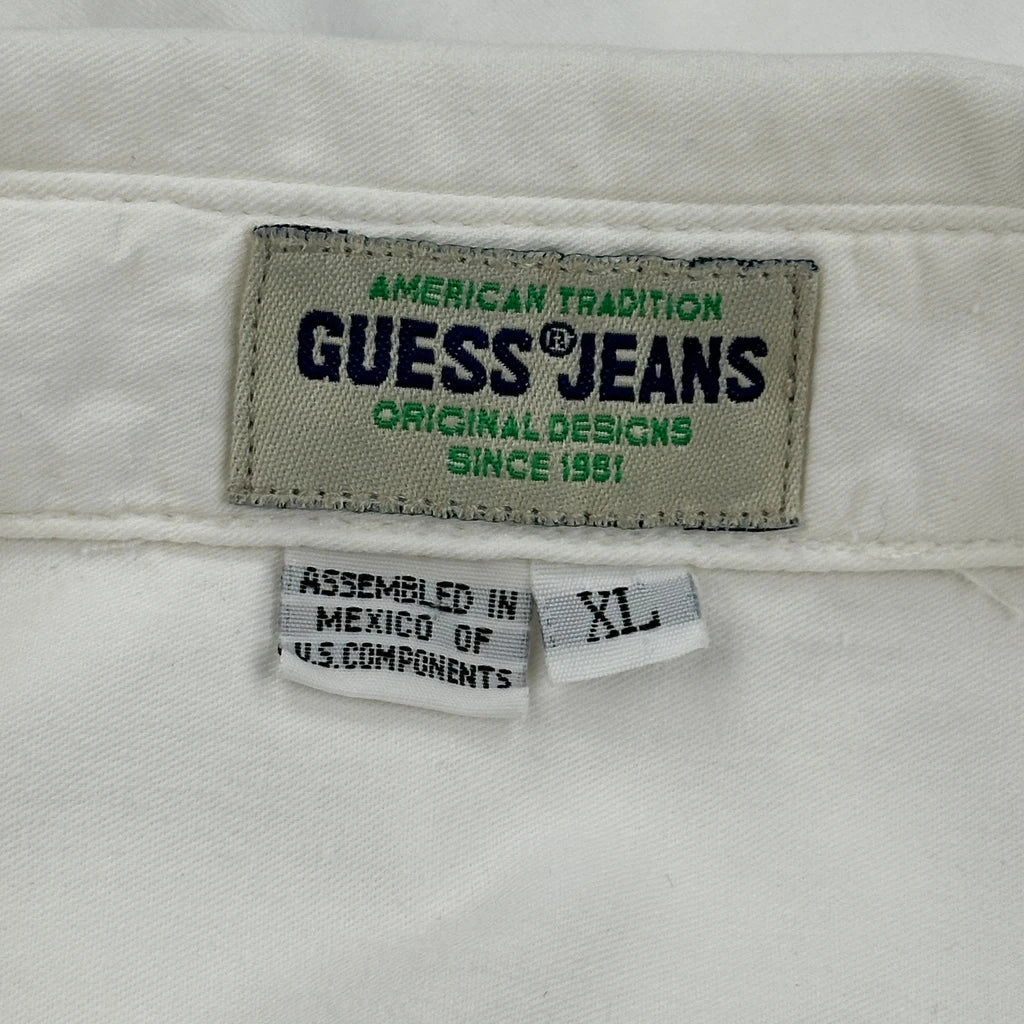 AMERICAN TRADITION
GUESS® JEANS
ORIGINAL DESIGNS
SINCE 1981
ASSEMBLED IN
MEXICO OF
U.S. COMPONENTS
XL